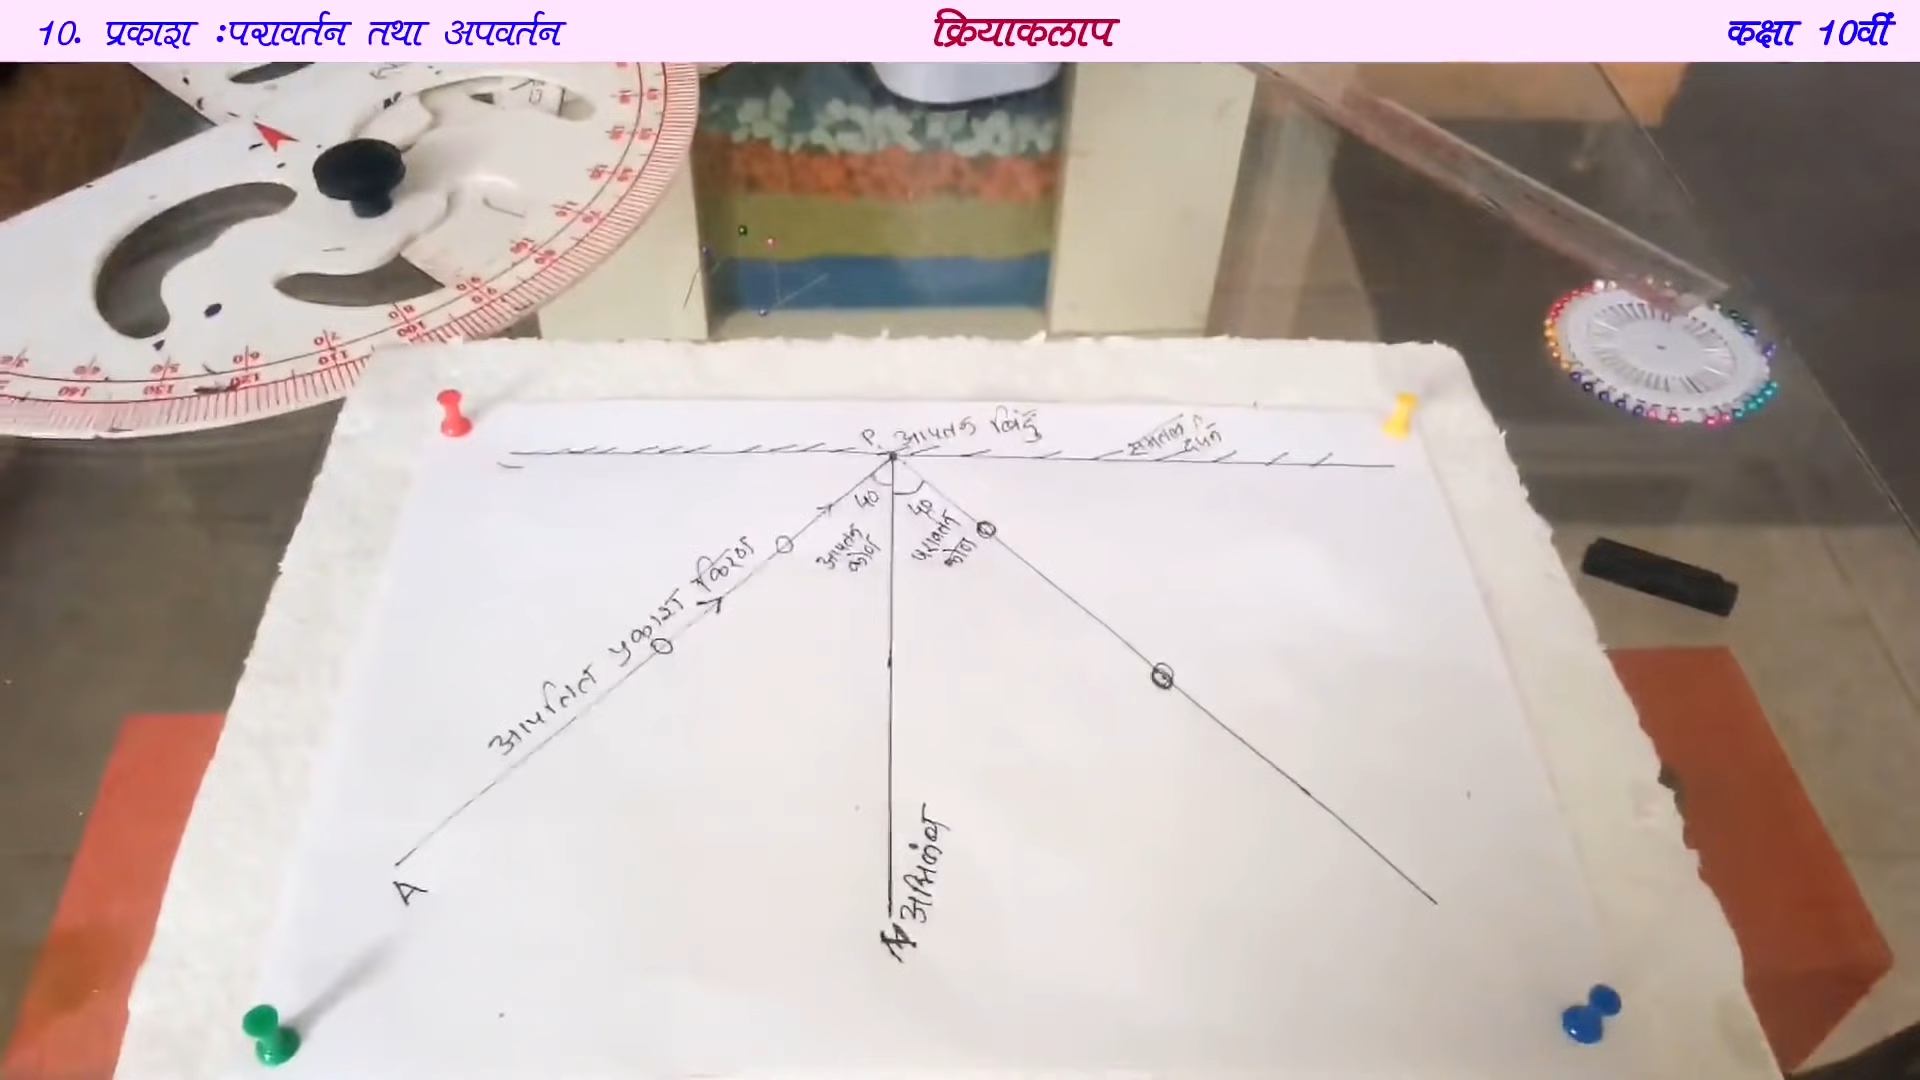 10. प्रकाश :परावर्तन तथा अपवर्तन
क्रियाकलाप
कक्षा 10वीं
P. आपतन बिंदु
समतल दर्पण
40
40
आपतन कोण
परावर्तन कोण
आपतित प्रकाश किरण
A
अभिलंब
N